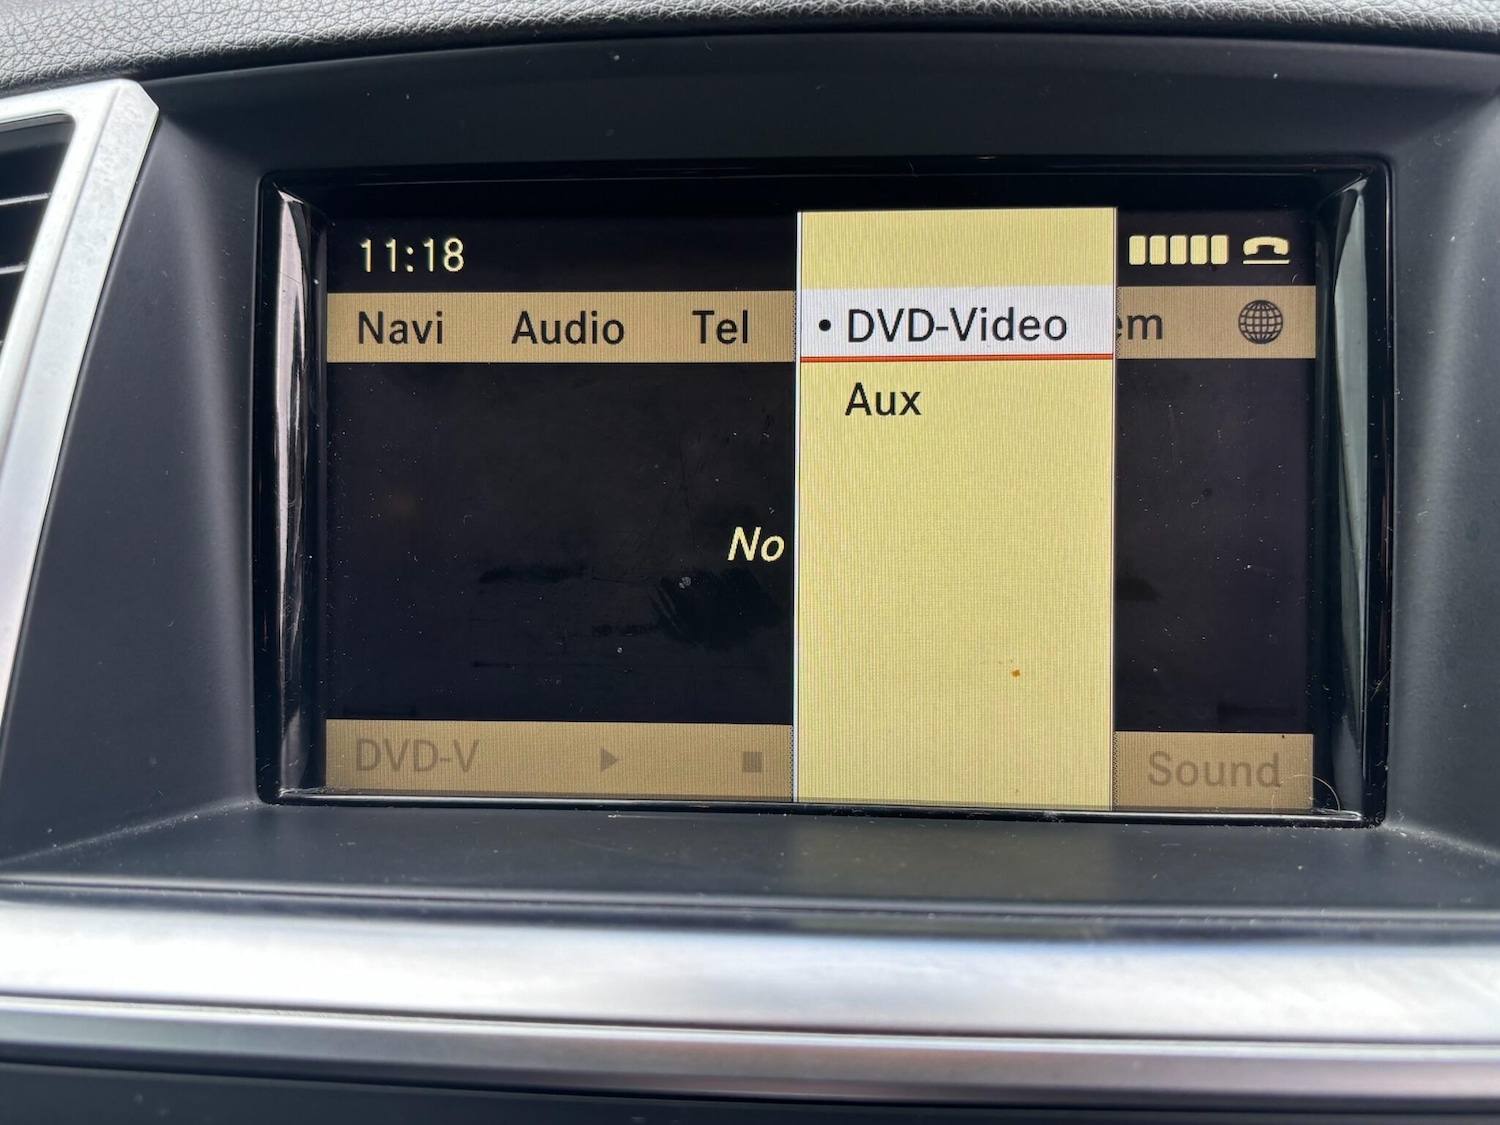 11:18
Navi Audio Tel • DVD-Video em
Aux
No
DVD-V Sound